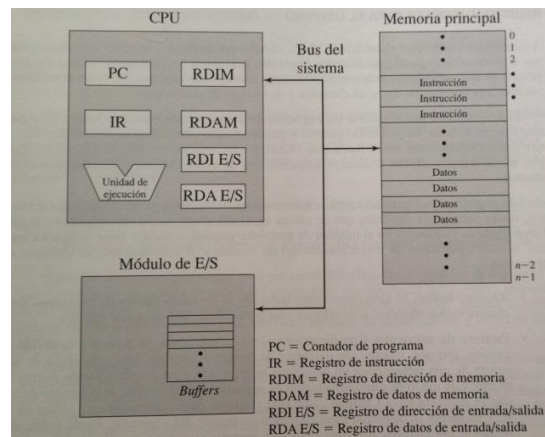 CPU
Memoria principal
Bus del
sistema
PC
RDIM
IR
RDAM
RDI E/S
Unidad de
ejecución
RDA E/S
0
1
2
Instrucción
Instrucción
Instrucción
Datos
Datos
Datos
Datos
n−2
n−1
Módulo de E/S
Buffers
PC = Contador de programa
IR = Registro de instrucción
RDIM = Registro de dirección de memoria
RDAM = Registro de datos de memoria
RDI E/S = Registro de dirección de entrada/salida
RDA E/S = Registro de datos de entrada/salida